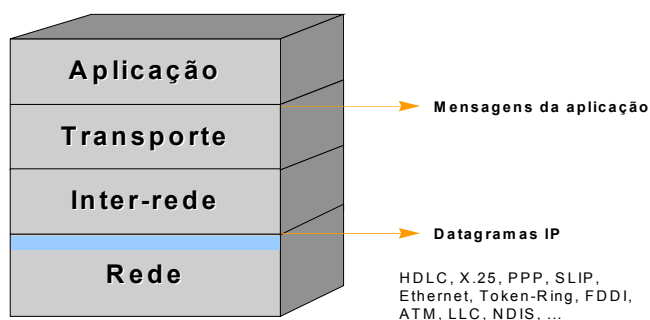 Aplicação
Mensagens da aplicação
Transporte
Inter-rede
Datagramas IP
Rede
HDLC, X.25, PPP, SLIP,
Ethernet, Token-Ring, FDDI,
ATM, LLC, NDIS, ...